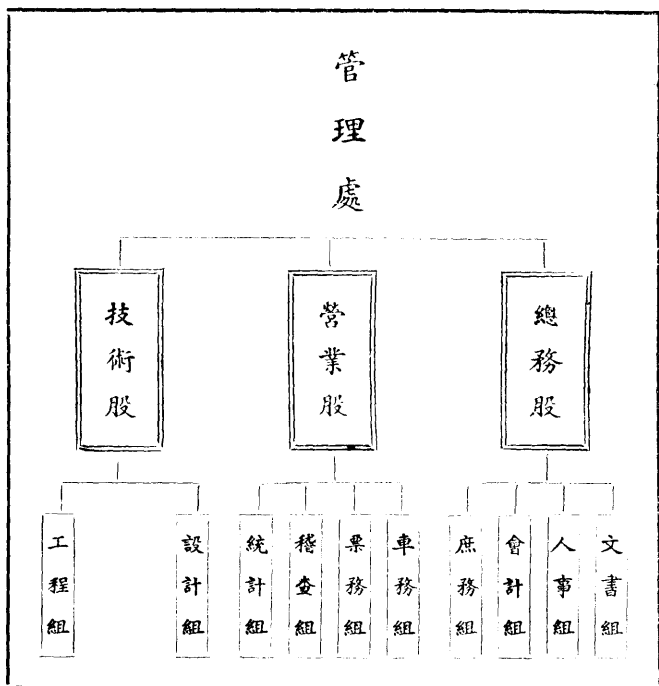 管理處
總務股
營業股
技術股
文書組
人事組
會計組
庶務組
車務組
票務組
稽查組
統計組
設計組
工程組